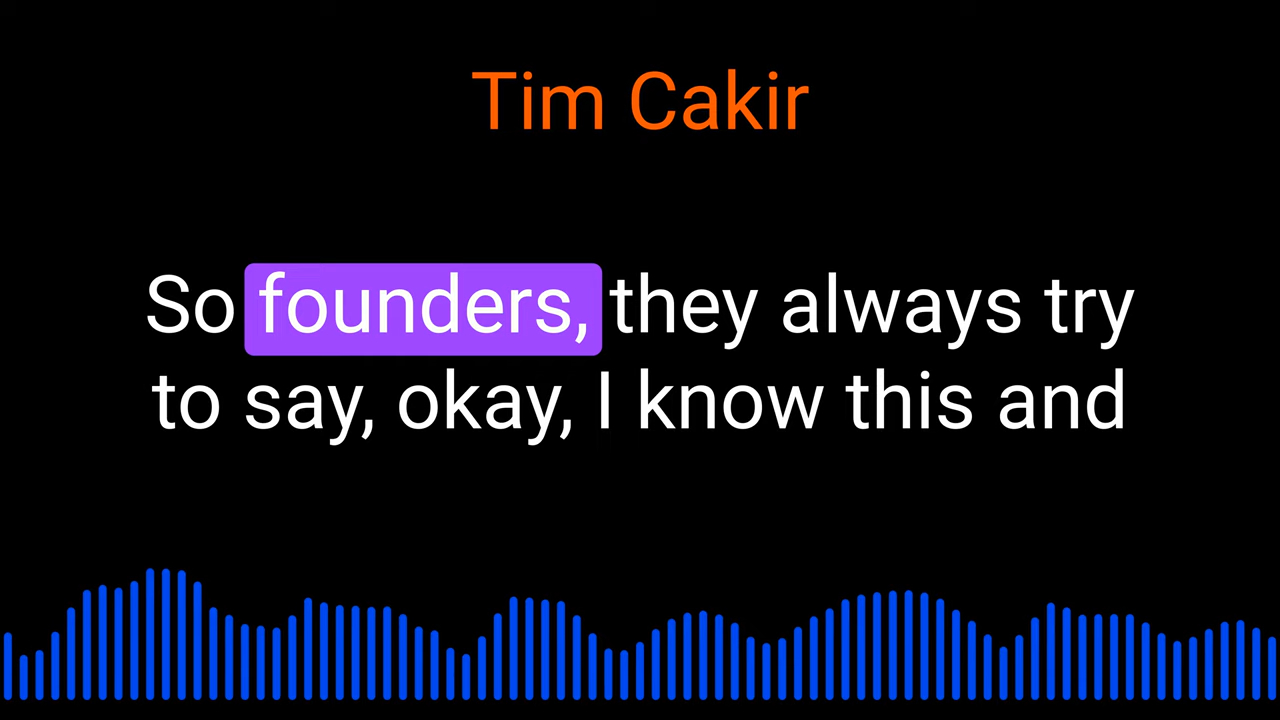 Tim Cakir
So founders, they always try
to say, okay, I know this and